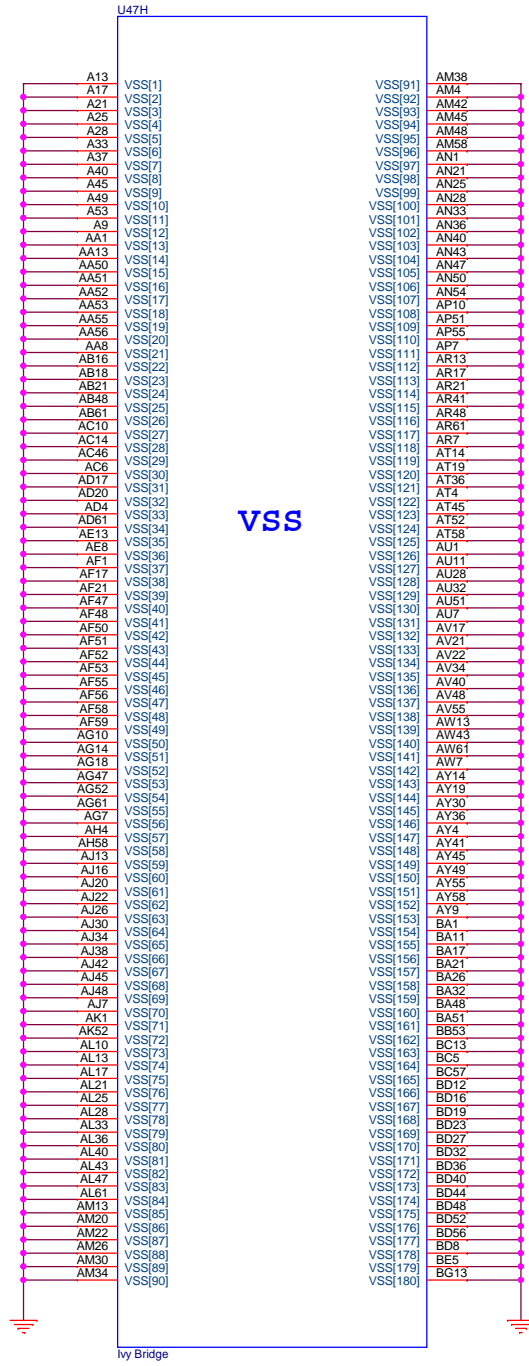 U47H
A13 VSS[1] VSS[91] AM38
A17 VSS[2] VSS[92] AM4
A21 VSS[3] VSS[93] AM42
A25 VSS[4] VSS[94] AM45
A28 VSS[5] VSS[95] AM48
A33 VSS[6] VSS[96] AM58
A37 VSS[7] VSS[97] AN1
A40 VSS[8] VSS[98] AN21
A45 VSS[9] VSS[99] AN25
A49 VSS[10] VSS[100] AN28
A53 VSS[11] VSS[101] AN33
A9 VSS[12] VSS[102] AN36
AA1 VSS[13] VSS[103] AN40
AA13 VSS[14] VSS[104] AN43
AA50 VSS[15] VSS[105] AN47
AA51 VSS[16] VSS[106] AN50
AA52 VSS[17] VSS[107] AN54
AA53 VSS[18] VSS[108] AP10
AA55 VSS[19] VSS[109] AP51
AA56 VSS[20] VSS[110] AP55
AA8 VSS[21] VSS[111] AP7
AB16 VSS[22] VSS[112] AR13
AB18 VSS[23] VSS[113] AR17
AB21 VSS[24] VSS[114] AR21
AB48 VSS[25] VSS[115] AR41
AB61 VSS[26] VSS[116] AR48
AC10 VSS[27] VSS[117] AR61
AC14 VSS[28] VSS[118] AR7
AC46 VSS[29] VSS[119] AT14
AC6 VSS[30] VSS[120] AT19
AD17 VSS[31] VSS[121] AT36
AD20 VSS[32] VSS[122] AT4
AD4 VSS[33] VSS[123] AT45
VSS
AD61 VSS[34] VSS[124] AT52
AE13 VSS[35] VSS[125] AT58
AE8 VSS[36] VSS[126] AU1
AF1 VSS[37] VSS[127] AU11
AF17 VSS[38] VSS[128] AU28
AF21 VSS[39] VSS[129] AU32
AF47 VSS[40] VSS[130] AU51
AF48 VSS[41] VSS[131] AU7
AF50 VSS[42] VSS[132] AV17
AF51 VSS[43] VSS[133] AV21
AF52 VSS[44] VSS[134] AV22
AF53 VSS[45] VSS[135] AV34
AF55 VSS[46] VSS[136] AV40
AF56 VSS[47] VSS[137] AV48
AF58 VSS[48] VSS[138] AV55
AF59 VSS[49] VSS[139] AW13
AG10 VSS[50] VSS[140] AW43
AG14 VSS[51] VSS[141] AW61
AG18 VSS[52] VSS[142] AW7
AG47 VSS[53] VSS[143] AY14
AG52 VSS[54] VSS[144] AY19
AG61 VSS[55] VSS[145] AY30
AG7 VSS[56] VSS[146] AY36
AH4 VSS[57] VSS[147] AY4
AH58 VSS[58] VSS[148] AY41
AJ13 VSS[59] VSS[149] AY45
AJ16 VSS[60] VSS[150] AY49
AJ20 VSS[61] VSS[151] AY55
AJ22 VSS[62] VSS[152] AY58
AJ26 VSS[63] VSS[153] AY9
AJ30 VSS[64] VSS[154] BA1
AJ34 VSS[65] VSS[155] BA11
AJ38 VSS[66] VSS[156] BA17
AJ42 VSS[67] VSS[157] BA21
AJ45 VSS[68] VSS[158] BA26
AJ48 VSS[69] VSS[159] BA32
AJ7 VSS[70] VSS[160] BA48
AK1 VSS[71] VSS[161] BA51
AK52 VSS[72] VSS[162] BB53
AL10 VSS[73] VSS[163] BC13
AL13 VSS[74] VSS[164] BC5
AL17 VSS[75] VSS[165] BC57
AL21 VSS[76] VSS[166] BD12
AL25 VSS[77] VSS[167] BD16
AL28 VSS[78] VSS[168] BD19
AL33 VSS[79] VSS[169] BD23
AL36 VSS[80] VSS[170] BD27
AL40 VSS[81] VSS[171] BD32
AL43 VSS[82] VSS[172] BD36
AL47 VSS[83] VSS[173] BD40
AL61 VSS[84] VSS[174] BD44
AM13 VSS[85] VSS[175] BD48
AM20 VSS[86] VSS[176] BD52
AM22 VSS[87] VSS[177] BD56
AM26 VSS[88] VSS[178] BD8
AM30 VSS[89] VSS[179] BE5
AM34 VSS[90] VSS[180] BG13
Ivy Bridge